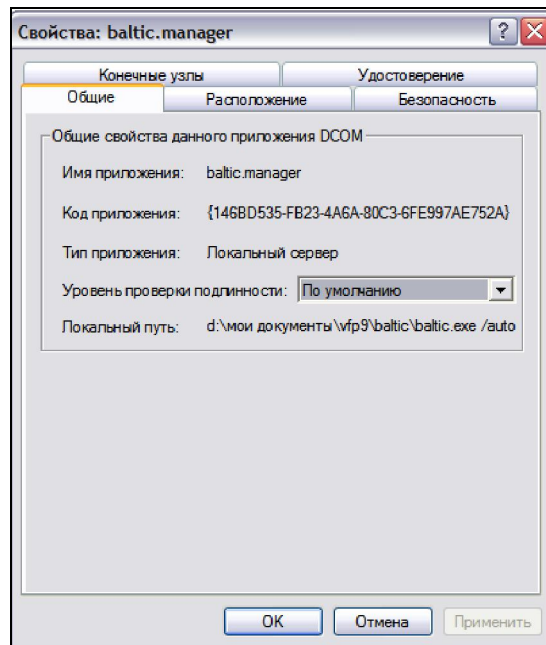 Свойства: baltic.manager
Конечные узлы Удостоверение
Общие Расположение Безопасность
Общие свойства данного приложения DCOM
Имя приложения: baltic.manager
Код приложения: {146BD535-FB23-4A6A-80C3-6FE997AE752A}
Тип приложения: Локальный сервер
Уровень проверки подлинности: По умолчанию
Локальный путь: d:\мои документы\vfp9\baltic\baltic.exe /auto
OK Отмена Применить